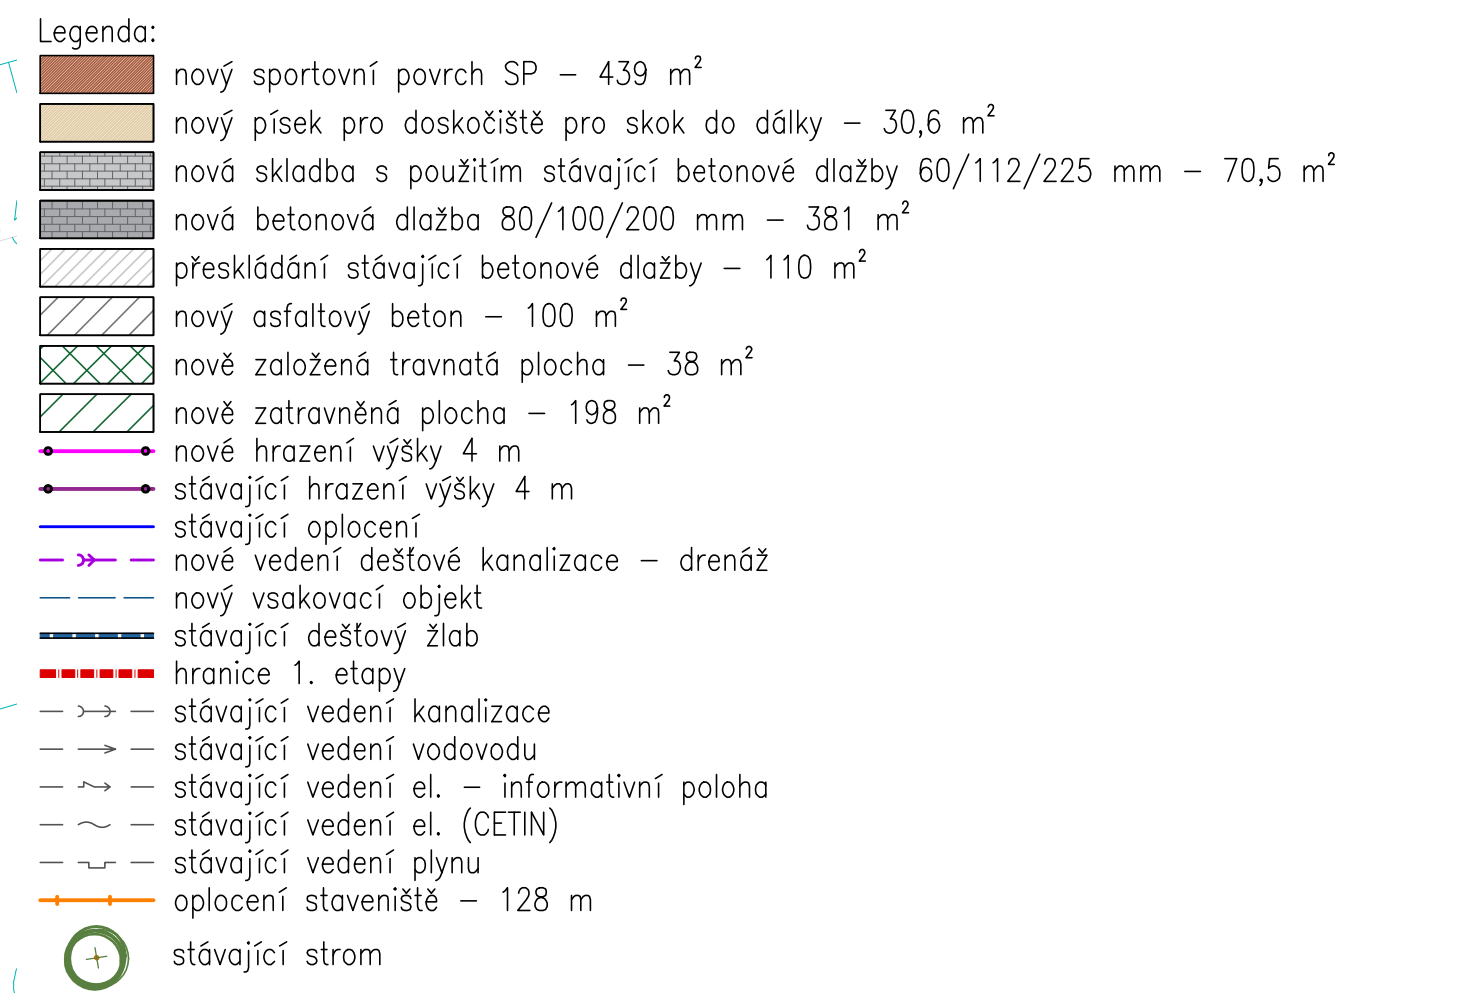 Legenda:
nový sportovní povrch SP – 439 m²
nový písek pro doskočiště pro skok do dálky – 30,6 m²
nová skladba s použitím stávající betonové dlažby 60/112/225 mm – 70,5 m²
nová betonová dlažba 80/100/200 mm – 381 m²
přeskládání stávající betonové dlažby – 110 m²
nový asfaltový beton – 100 m²
nově založená travnatá plocha – 38 m²
nově zatravněná plocha – 198 m²
nové hrazení výšky 4 m
stávající hrazení výšky 4 m
stávající oplocení
nové vedení dešťové kanalizace – drenáž
nový vsakovací objekt
stávající dešťový žlab
hranice 1. etapy
stávající vedení kanalizace
stávající vedení vodovodu
stávající vedení el. – informativní poloha
stávající vedení el. (CETIN)
stávající vedení plynu
oplocení staveniště – 128 m
stávající strom